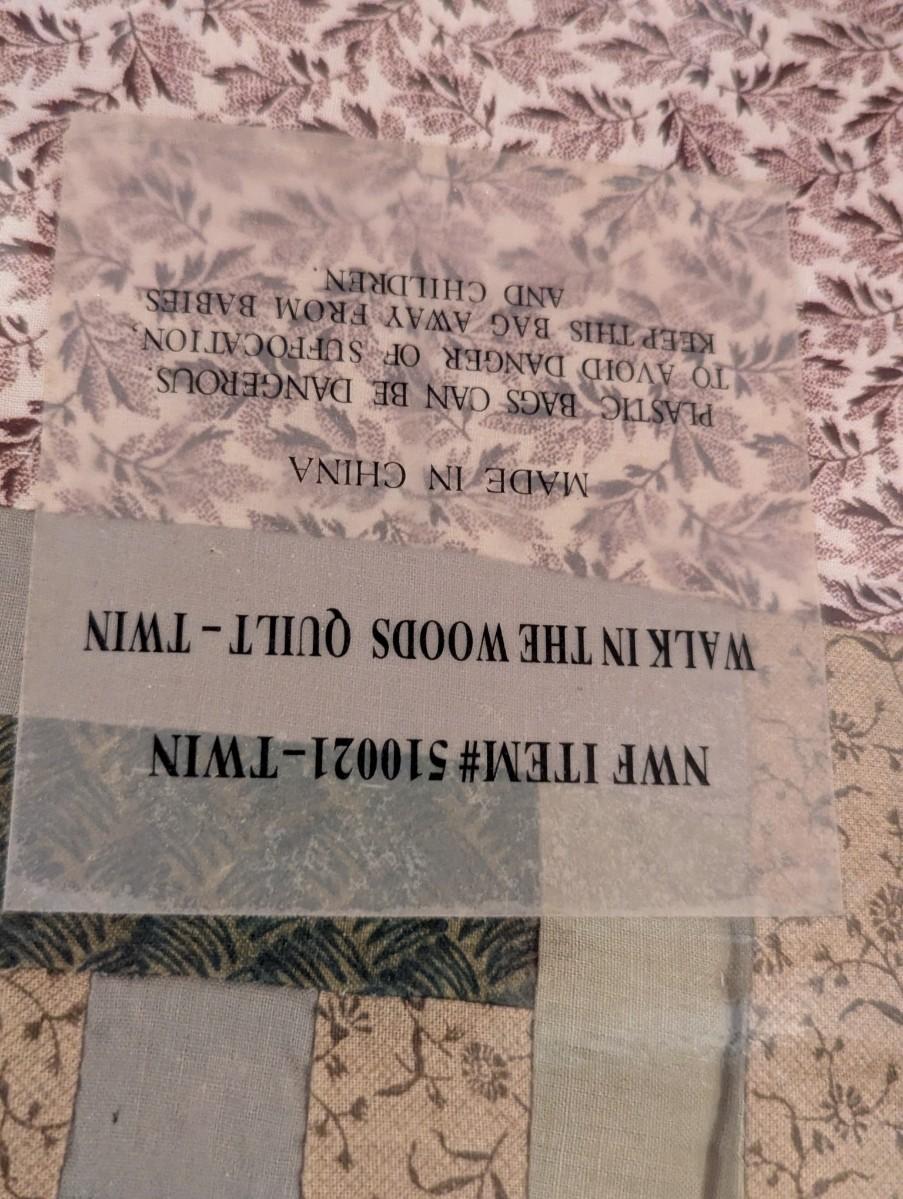 NWF ITEM# 510021-TWIN
WALK IN THE WOODS QUILT - TWIN
MADE IN CHINA
PLASTIC BAGS CAN BE DANGEROUS.
TO AVOID DANGER OF SUFFOCATION,
KEEP THIS BAG AWAY FROM BABIES
AND CHILDREN.